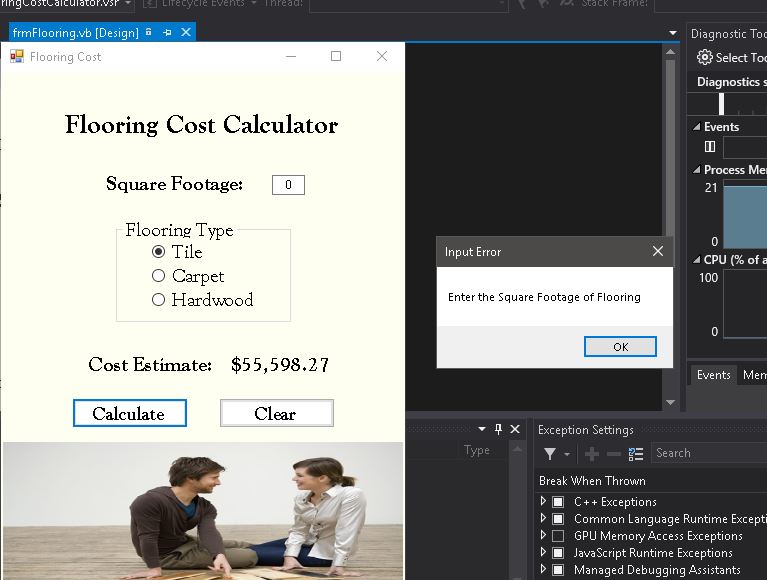 ringCostCalculator.vsr
Lifecycle Events
Thread:
Stack Frame:
frmFlooring.vb [Design]
Flooring Cost
Flooring Cost Calculator
Square Footage: 0
Flooring Type
Tile
Carpet
Hardwood
Cost Estimate: $55,598.27
Calculate Clear
Input Error
Enter the Square Footage of Flooring
OK
Diagnostic Too
Select Too
Diagnostics s
Events
Process Me
21
0
CPU (% of a
100
0
Events Mem
Type
Exception Settings
Search
Break When Thrown
C++ Exceptions
Common Language Runtime Excepti
GPU Memory Access Exceptions
JavaScript Runtime Exceptions
Managed Debugging Assistants